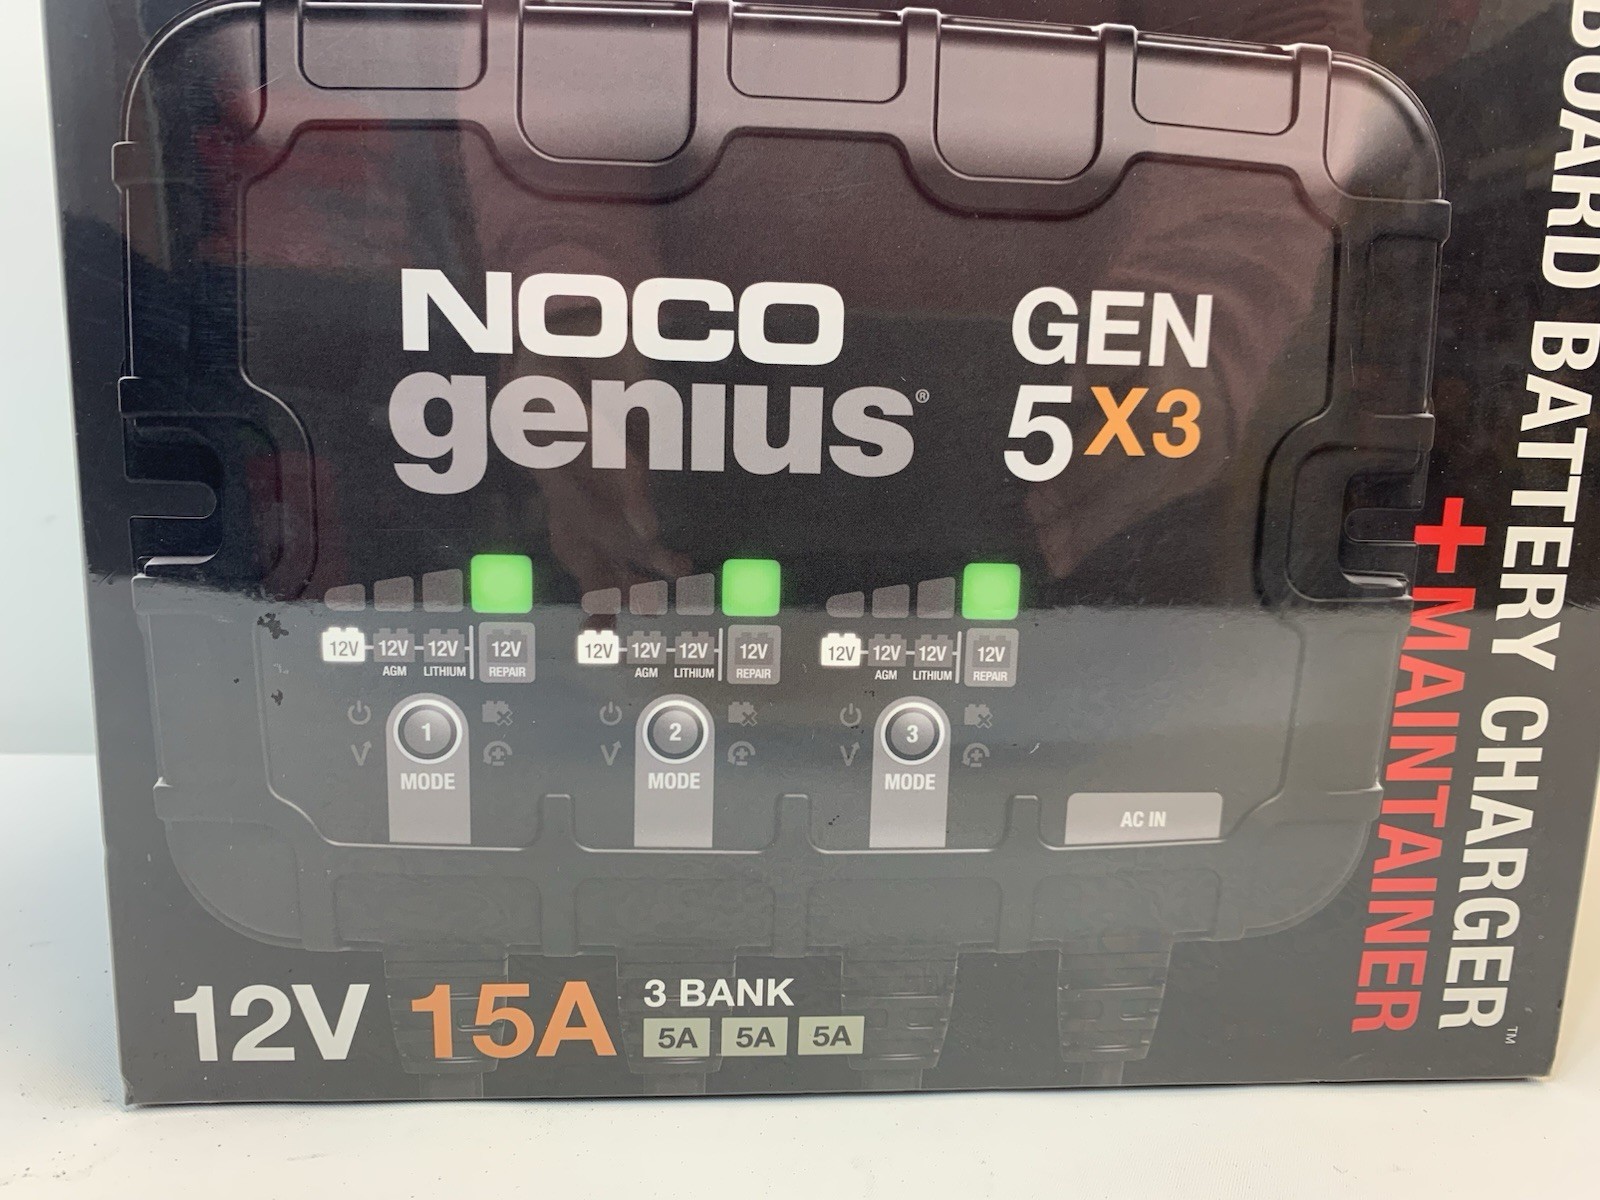 NOCO
genius®
GEN
5X3
12V 12V 12V 12V
AGM LITHIUM REPAIR
12V 12V 12V 12V
AGM LITHIUM REPAIR
12V 12V 12V 12V
AGM LITHIUM REPAIR
1
MODE
2
MODE
3
MODE
AC IN
12V 15A
3 BANK
5A 5A 5A
BOARD BATTERY CHARGER™
+MAINTAINER